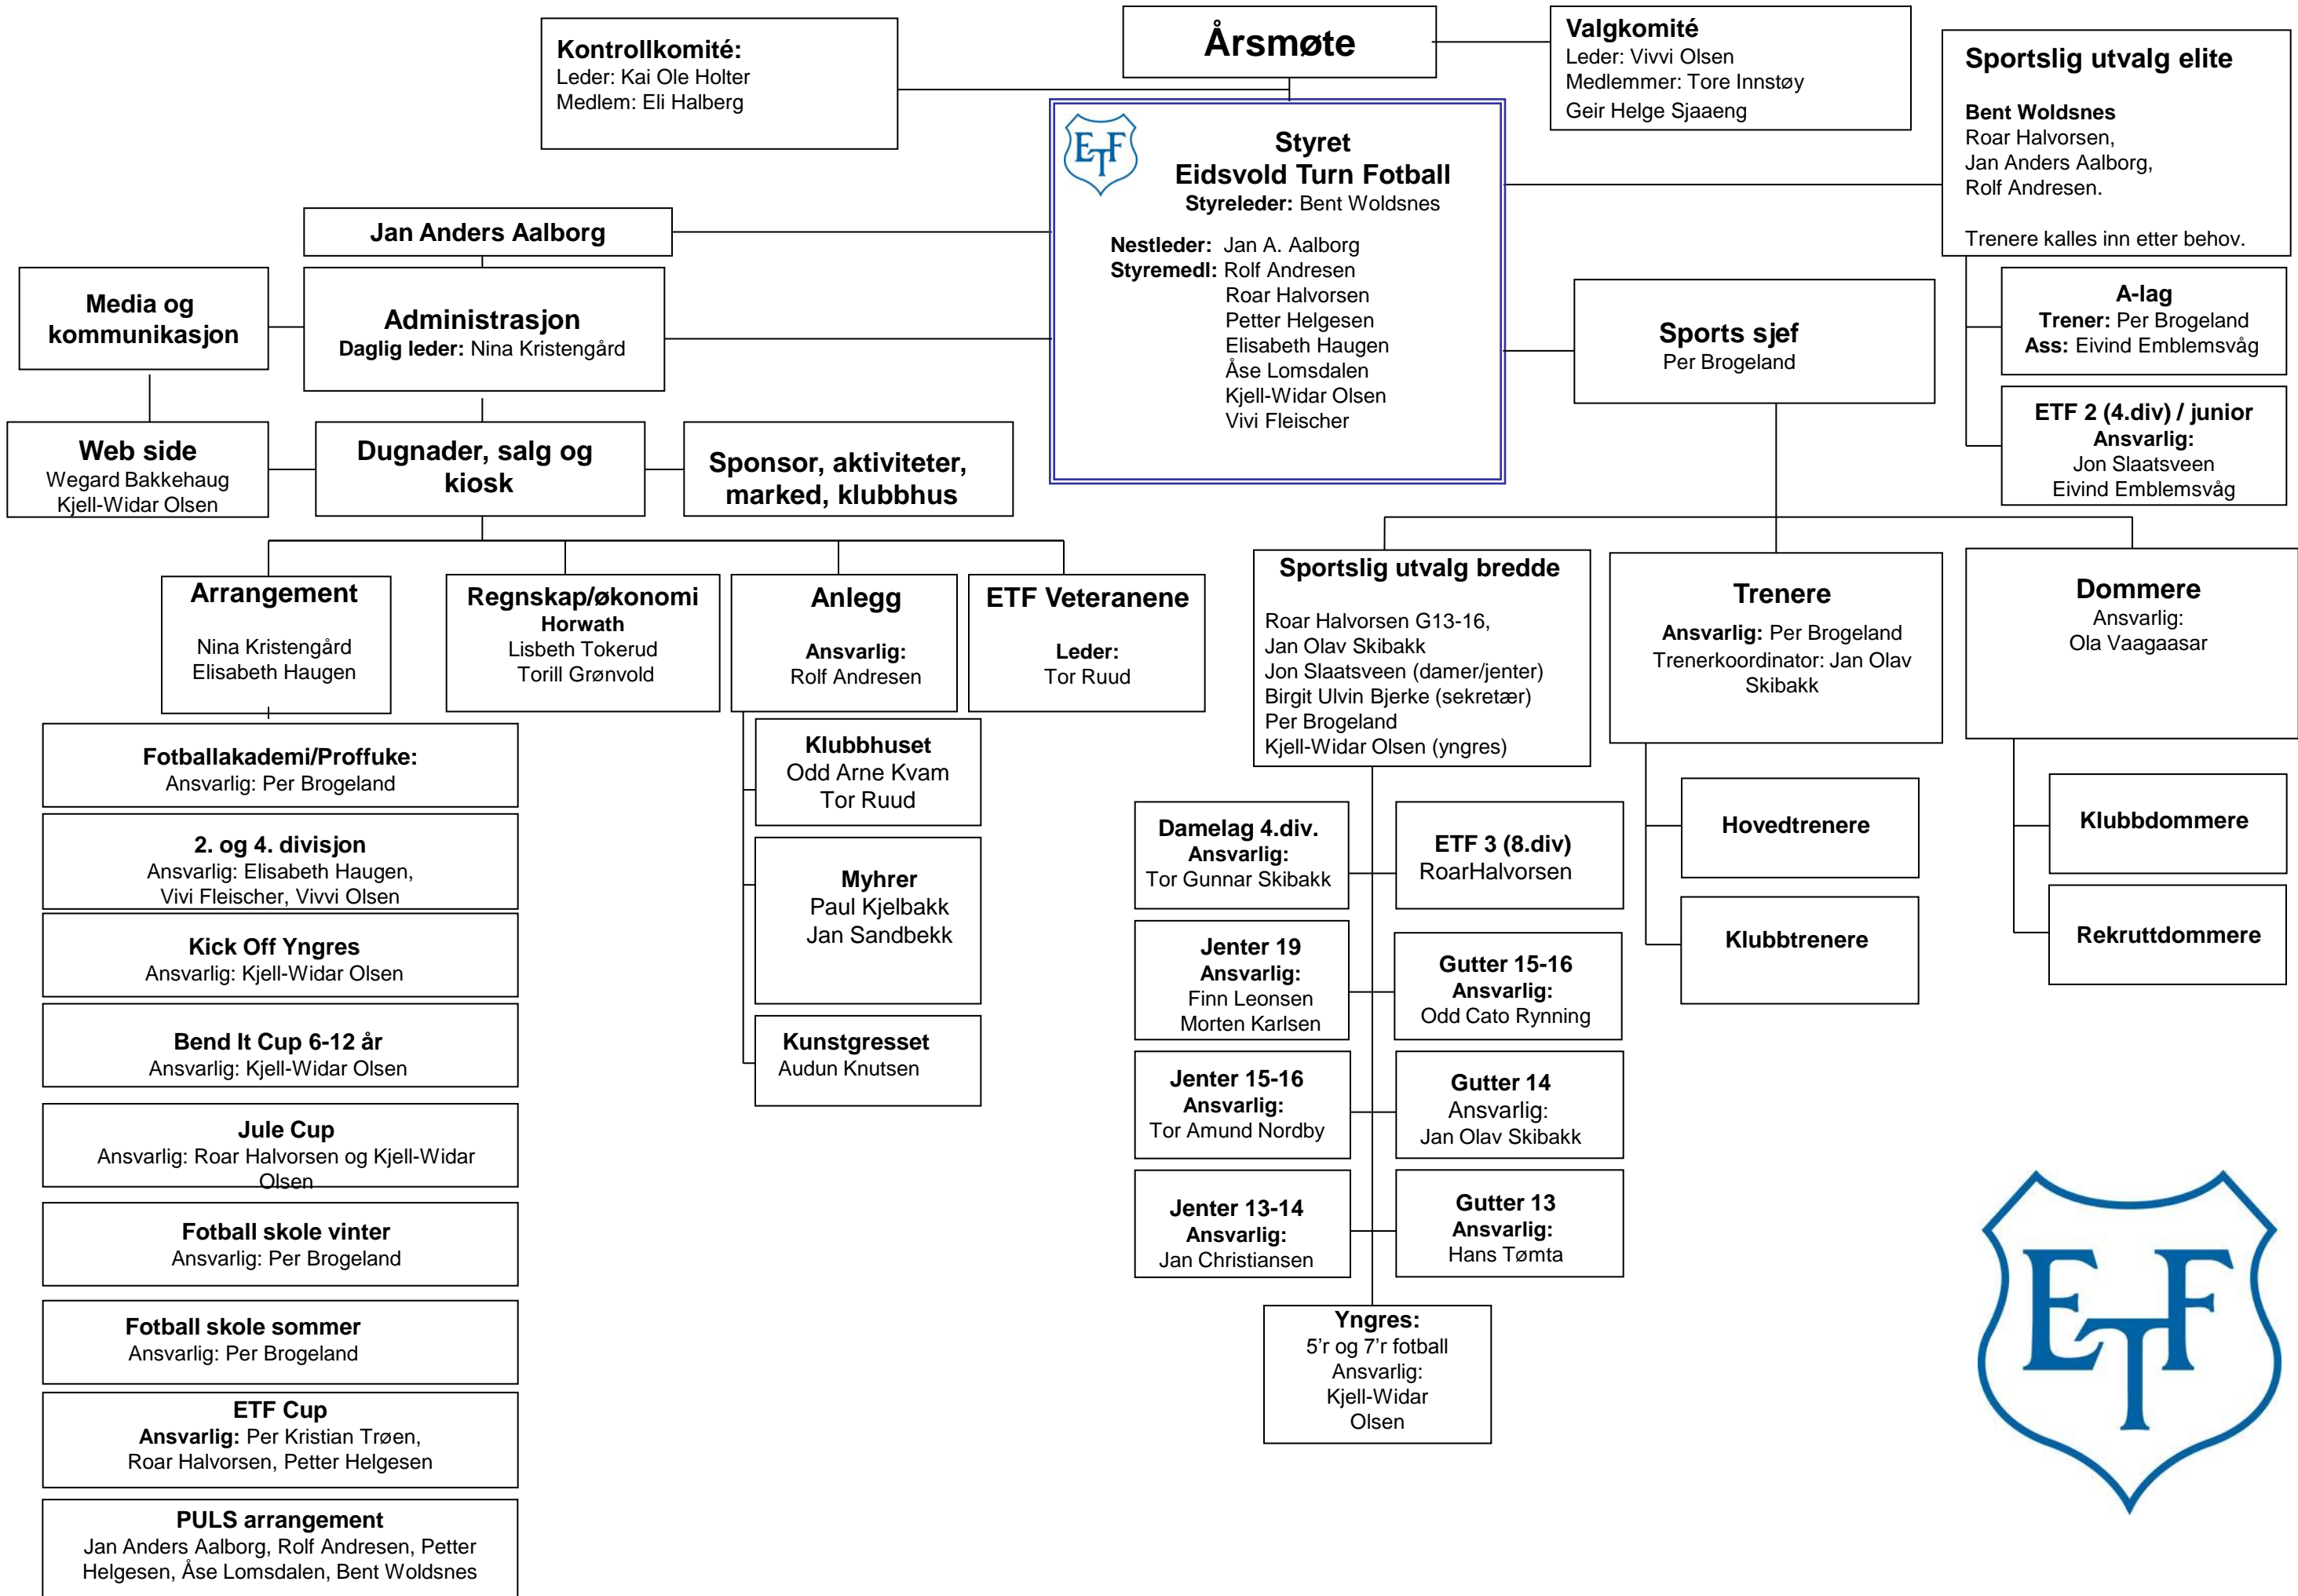 Årsmøte
Kontrollkomité:
Leder: Kai Ole Holter
Medlem: Eli Halberg
Valgkomité
Leder: Vivvi Olsen
Medlemmer: Tore Innstøy
Geir Helge Sjaaeng
Sportslig utvalg elite
Bent Woldsnes
Roar Halvorsen,
Jan Anders Aalborg,
Rolf Andresen.
Trenere kalles inn etter behov.
ETF
Styret
Eidsvold Turn Fotball
Styreleder: Bent Woldsnes
Nestleder: Jan A. Aalborg
Styremedl: Rolf Andresen
Roar Halvorsen
Petter Helgesen
Elisabeth Haugen
Åse Lomsdalen
Kjell-Widar Olsen
Vivi Fleischer
Jan Anders Aalborg
Media og
kommunikasjon
Administrasjon
Daglig leder: Nina Kristengård
Sports sjef
Per Brogeland
A-lag
Trener: Per Brogeland
Ass: Eivind Emblemsvåg
ETF 2 (4.div) / junior
Ansvarlig:
Jon Slaatsveen
Eivind Emblemsvåg
Web side
Wegard Bakkehaug
Kjell-Widar Olsen
Dugnader, salg og
kiosk
Sponsor, aktiviteter,
marked, klubbhus
Arrangement
Nina Kristengård
Elisabeth Haugen
Regnskap/økonomi
Horwath
Lisbeth Tokerud
Torill Grønvold
Anlegg
Ansvarlig:
Rolf Andresen
ETF Veteranene
Leder:
Tor Ruud
Sportslig utvalg bredde
Roar Halvorsen G13-16,
Jan Olav Skibakk
Jon Slaatsveen (damer/jenter)
Birgit Ulvin Bjerke (sekretær)
Per Brogeland
Kjell-Widar Olsen (yngres)
Trenere
Ansvarlig: Per Brogeland
Trenerkoordinator: Jan Olav
Skibakk
Dommere
Ansvarlig:
Ola Vaagaasar
Fotballakademi/Proffuke:
Ansvarlig: Per Brogeland
2. og 4. divisjon
Ansvarlig: Elisabeth Haugen,
Vivi Fleischer, Vivvi Olsen
Kick Off Yngres
Ansvarlig: Kjell-Widar Olsen
Bend It Cup 6-12 år
Ansvarlig: Kjell-Widar Olsen
Jule Cup
Ansvarlig: Roar Halvorsen og Kjell-Widar
Olsen
Fotball skole vinter
Ansvarlig: Per Brogeland
Fotball skole sommer
Ansvarlig: Per Brogeland
ETF Cup
Ansvarlig: Per Kristian Trøen,
Roar Halvorsen, Petter Helgesen
PULS arrangement
Jan Anders Aalborg, Rolf Andresen, Petter
Helgesen, Åse Lomsdalen, Bent Woldsnes
Klubbhuset
Odd Arne Kvam
Tor Ruud
Myhrer
Paul Kjelbakk
Jan Sandbekk
Kunstgresset
Audun Knutsen
Damelag 4.div.
Ansvarlig:
Tor Gunnar Skibakk
ETF 3 (8.div)
RoarHalvorsen
Jenter 19
Ansvarlig:
Finn Leonsen
Morten Karlsen
Gutter 15-16
Ansvarlig:
Odd Cato Rynning
Jenter 15-16
Ansvarlig:
Tor Amund Nordby
Gutter 14
Ansvarlig:
Jan Olav Skibakk
Jenter 13-14
Ansvarlig:
Jan Christiansen
Gutter 13
Ansvarlig:
Hans Tømta
Yngres:
5’r og 7’r fotball
Ansvarlig:
Kjell-Widar
Olsen
Hovedtrenere
Klubbtrenere
Klubbdommere
Rekruttdommere
ETF